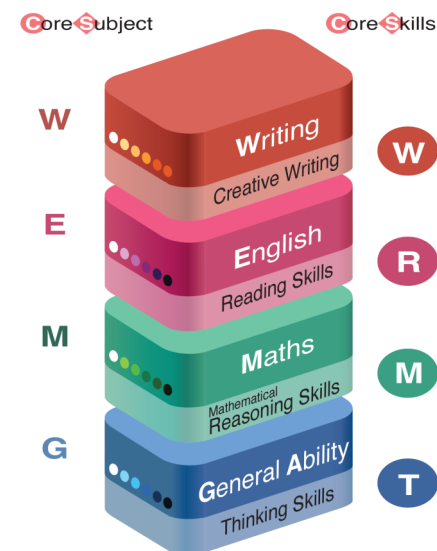 Core Subject
Core Skills
W
Writing
Creative Writing
W
E
English
Reading Skills
R
M
Maths
Mathematical
Reasoning Skills
M
G
General Ability
Thinking Skills
T